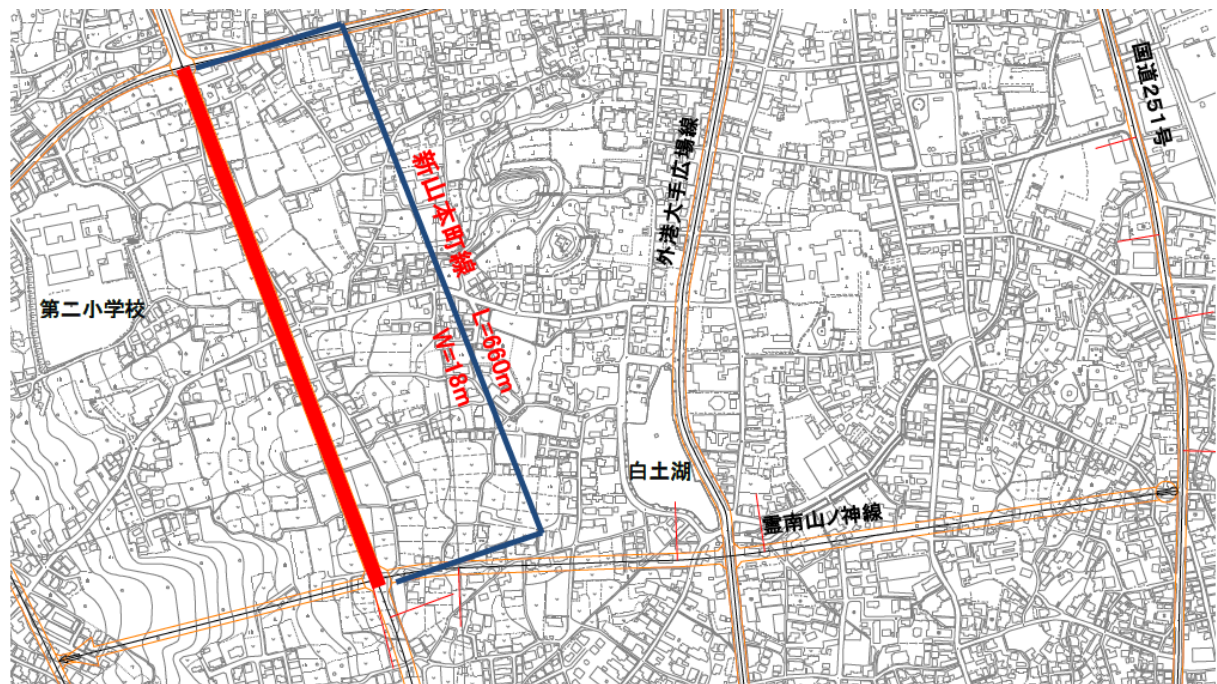 国道251号
外港大手広場線
新山本町線
L=660m
W=18m
第二小学校
白土湖
霊南山ノ神線